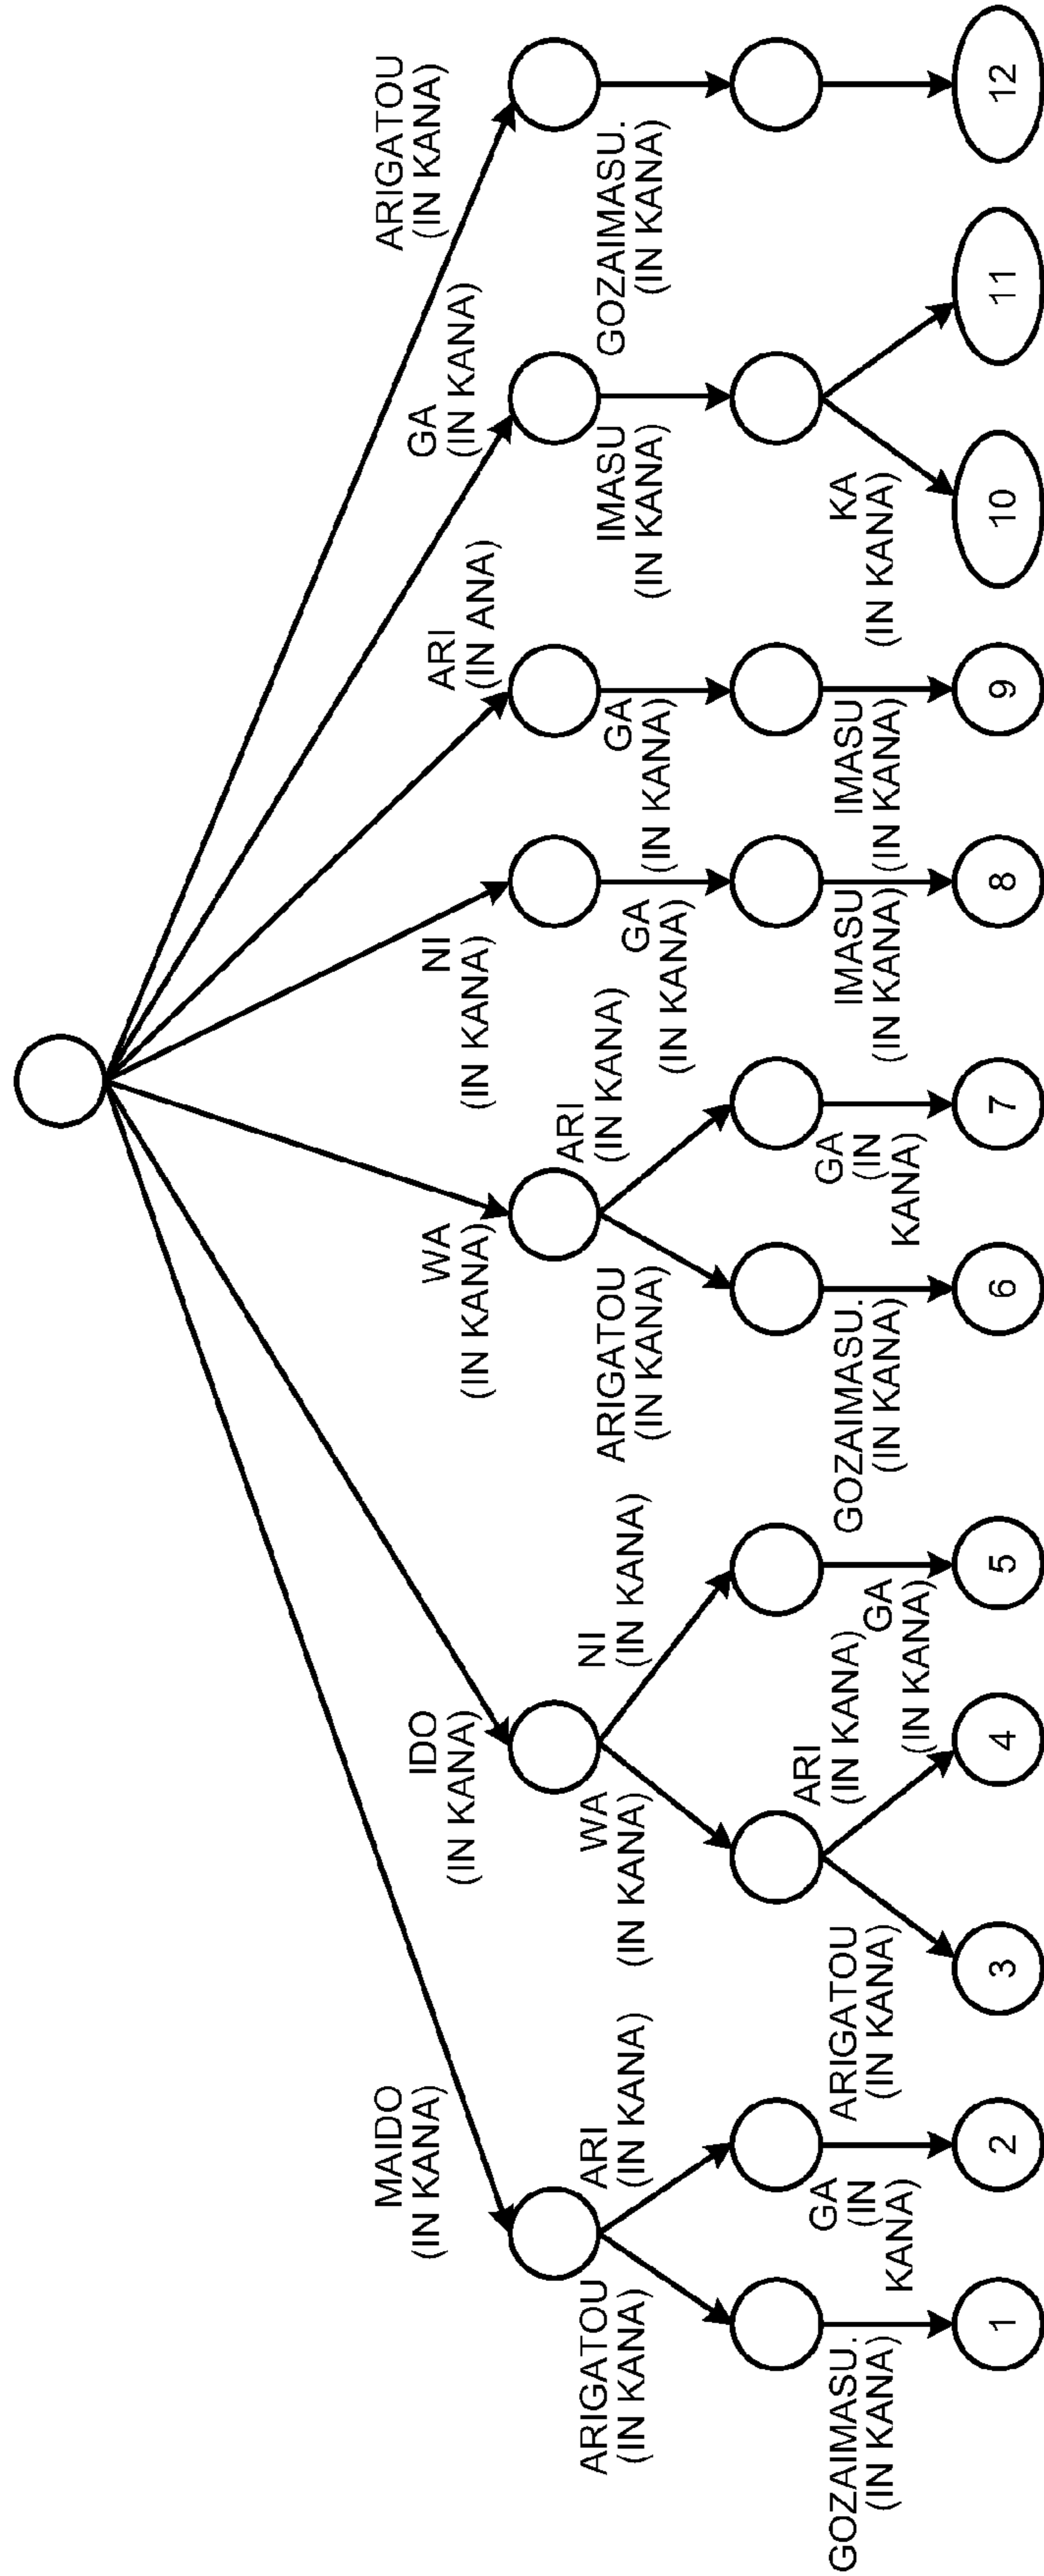 MAIDO
(IN KANA)
IDO
(IN KANA)
WA
(IN KANA)
NI
(IN KANA)
ARI
(IN ANA)
GA
(IN KANA)
ARIGATOU
(IN KANA)
ARIGATOU
(IN KANA)
ARI
(IN KANA)
WA
(IN KANA)
NI
(IN KANA)
ARIGATOU
(IN KANA)
ARI
(IN KANA)
GA
(IN KANA)
GA
(IN KANA)
IMASU
(IN KANA)
GOZAIMASU.
(IN KANA)
GOZAIMASU.
(IN KANA)
GA
(IN
KANA)
ARIGATOU
(IN KANA)
ARI
(IN KANA)
GA
(IN KANA)
GOZAIMASU.
(IN KANA)
GA
(IN
KANA)
IMASU
(IN KANA)
IMASU
(IN KANA)
KA
(IN KANA)
1
2
3
4
5
6
7
8
9
10
11
12